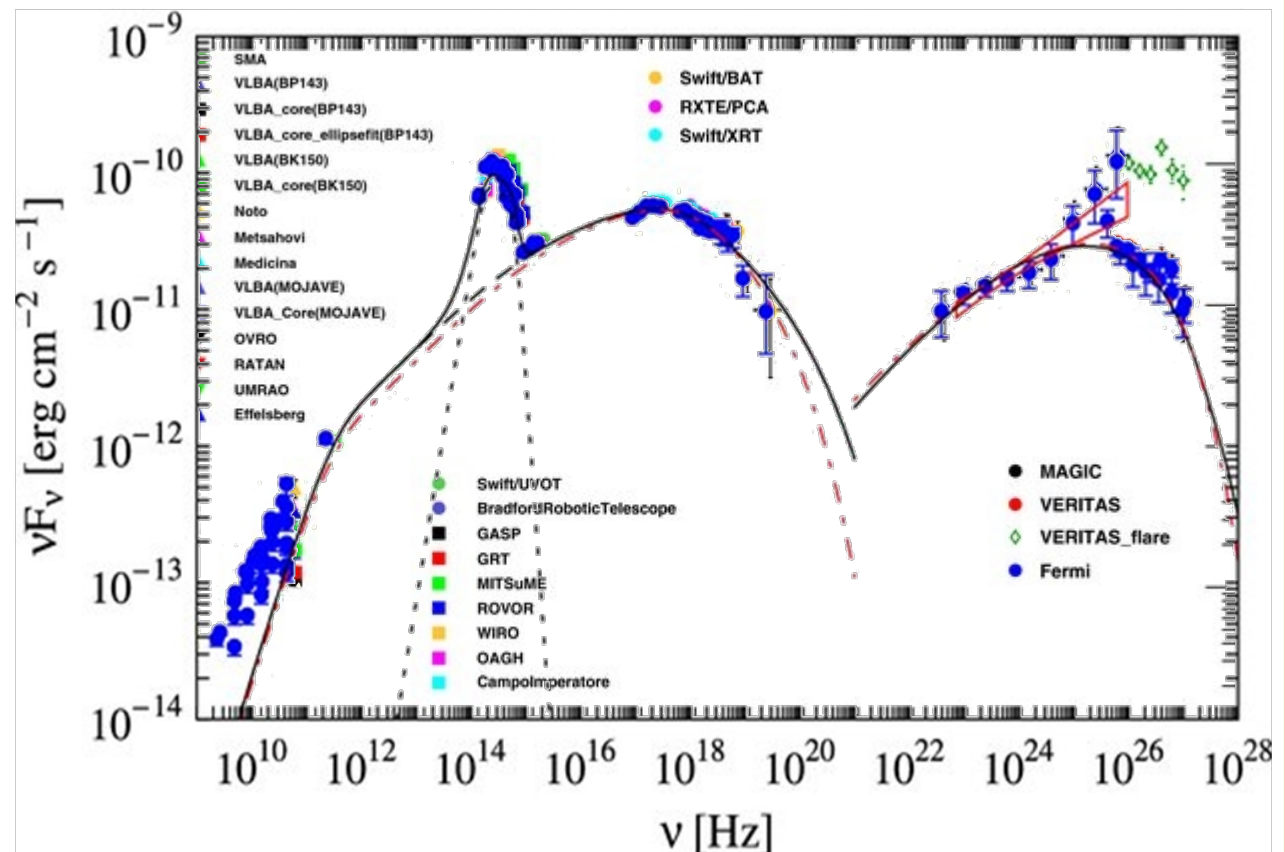 10⁻⁹
10⁻¹⁰
10⁻¹¹
10⁻¹²
10⁻¹³
10⁻¹⁴
νFν [erg cm⁻² s⁻¹]
SMA
VLBA(BP143)
VLBA_core(BP143)
VLBA_core_ellipsefit(BP143)
VLBA(BK150)
VLBA_core(BK150)
Noto
Metsahovi
Medicina
VLBA(MOJAVE)
VLBA_Core(MOJAVE)
OVRO
RATAN
UMRAO
Effelsberg
Swift/BAT
RXTE/PCA
Swift/XRT
Swift/UVOT
BradfordRoboticTelescope
GASP
GRT
MITSuME
ROVOR
WIRO
OAGH
CampoImperatore
MAGIC
VERITAS
VERITAS_flare
Fermi
10¹⁰ 10¹² 10¹⁴ 10¹⁶ 10¹⁸ 10²⁰ 10²² 10²⁴ 10²⁶ 10²⁸
ν [Hz]